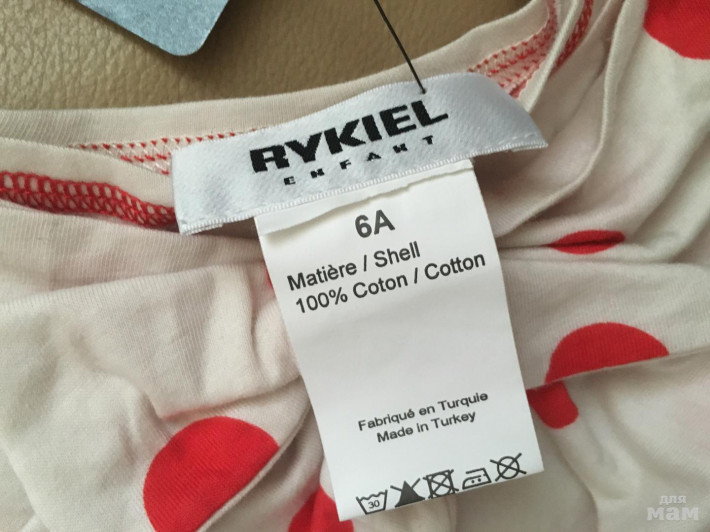 RYKIEL
ENFANT
6A
Matière / Shell
100% Coton / Cotton
Fabriqué en Turquie
Made in Turkey
30
для
мам